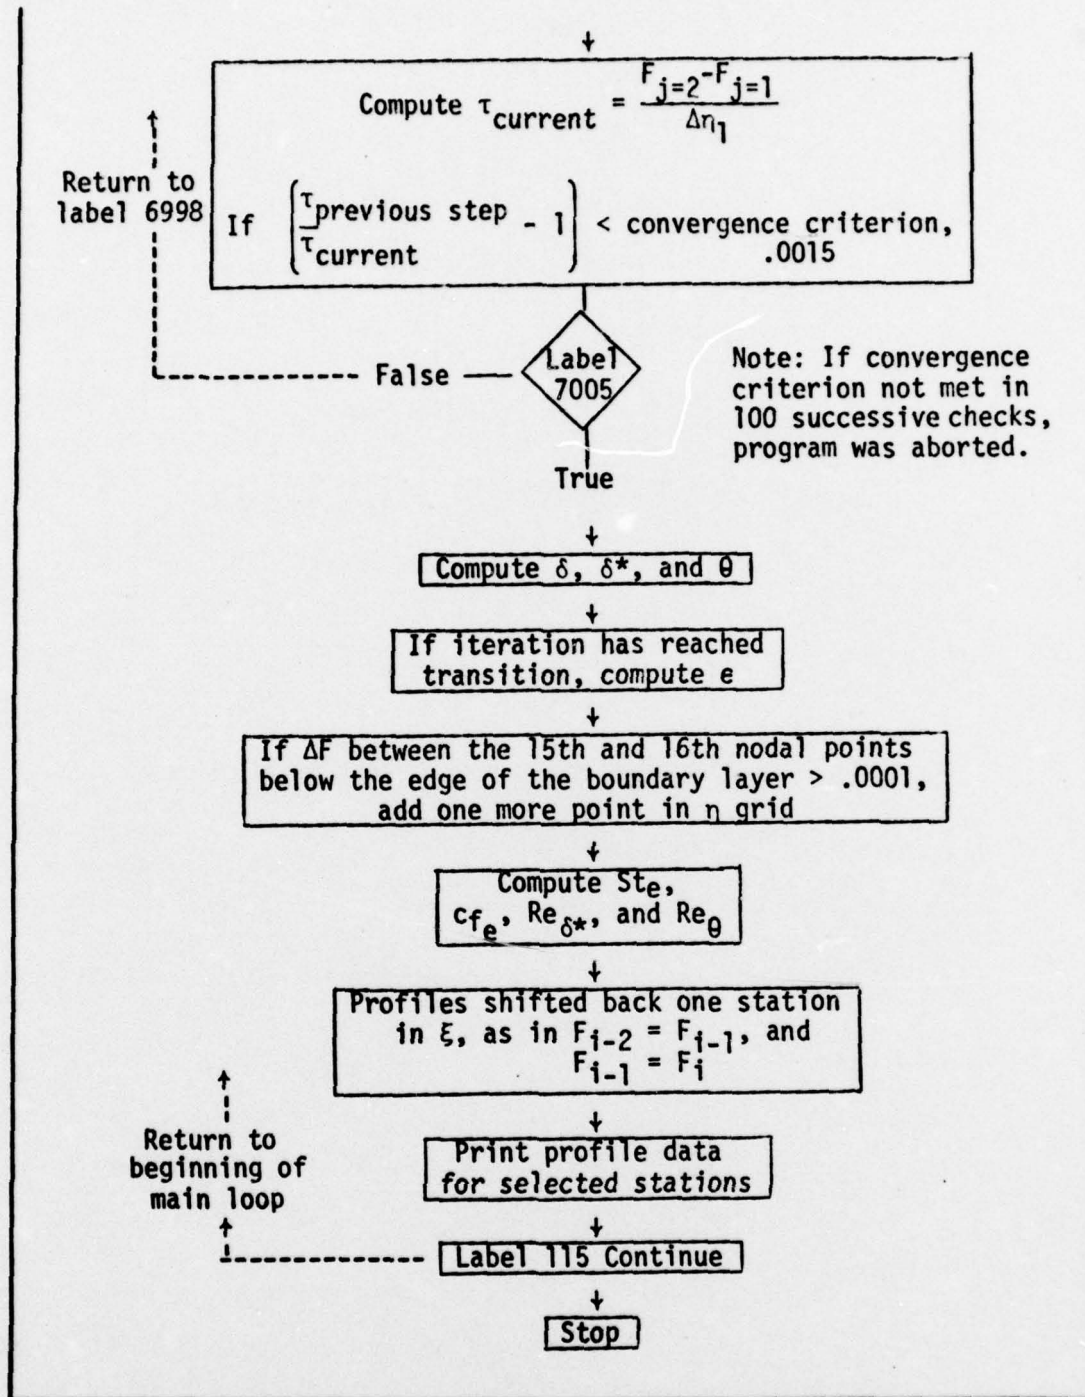 Compute τcurrent = Fj=2-Fj=1 / Δη1
Return to
label 6998
If (τprevious step / τcurrent - 1) < convergence criterion,
.0015
False
Label
7005
Note: If convergence
criterion not met in
100 successive checks,
program was aborted.
True
Compute δ, δ*, and θ
If iteration has reached
transition, compute e
If ΔF between the 15th and 16th nodal points
below the edge of the boundary layer > .0001,
add one more point in η grid
Compute Ste,
cfe, Reδ*, and Reθ
Profiles shifted back one station
in ξ, as in Fi-2 = Fi-1, and
Fi-1 = Fi
Return to
beginning of
main loop
Print profile data
for selected stations
Label 115 Continue
Stop